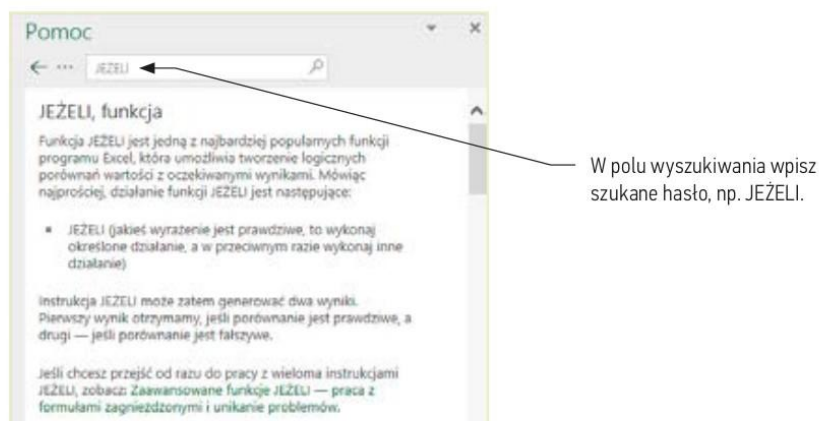 Pomoc
JEŻELI
JEŻELI, funkcja
Funkcja JEŻELI jest jedną z najbardziej popularnych funkcji
programu Excel, która umożliwia tworzenie logicznych
porównań wartości z oczekiwanymi wynikami. Mówiąc
najprościej, działanie funkcji JEŻELI jest następujące:
JEŻELI (jakieś wyrażenie jest prawdziwe, to wykonaj
określone działanie, a w przeciwnym razie wykonaj inne
działanie)
Instrukcja JEŻELI może zatem generować dwa wyniki.
Pierwszy wynik otrzymamy, jeśli porównanie jest prawdziwe, a
drugi — jeśli porównanie jest fałszywe.
Jeśli chcesz przejść od razu do pracy z wieloma instrukcjami
JEŻELI, zobacz: Zaawansowane funkcje JEŻELI — praca z
formułami zagnieżdżonymi i unikanie problemów.
W polu wyszukiwania wpisz
szukane hasło, np. JEŻELI.